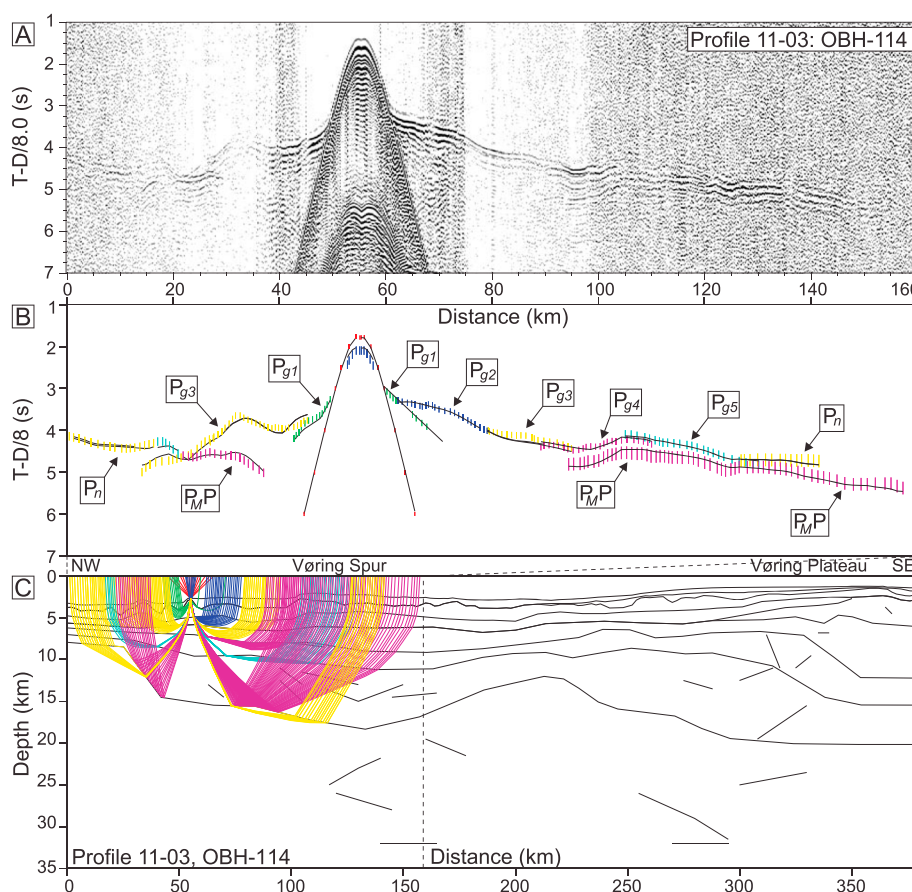 A
Profile 11-03: OBH-114
T-D/8.0 (s)
1
2
3
4
5
6
7
0 20 40 60 80 100 120 140 160
Distance (km)
B
T-D/8 (s)
1
2
3
4
5
6
7
Pg3
Pg1
Pg1
Pg2
Pg3
Pg4
Pg5
Pn
Pn
PMP
PMP
PMP
NW Vøring Spur Vøring Plateau SE
C
Depth (km)
0
5
10
15
20
25
30
35
Profile 11-03, OBH-114
Distance (km)
0 50 100 150 200 250 300 350